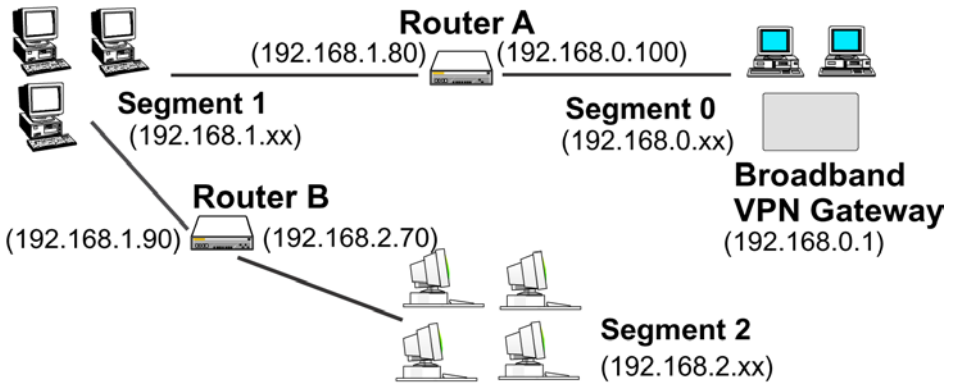 Router A
(192.168.1.80)
(192.168.0.100)
Segment 1
(192.168.1.xx)
Segment 0
(192.168.0.xx)
Broadband
VPN Gateway
(192.168.0.1)
Router B
(192.168.1.90)
(192.168.2.70)
Segment 2
(192.168.2.xx)